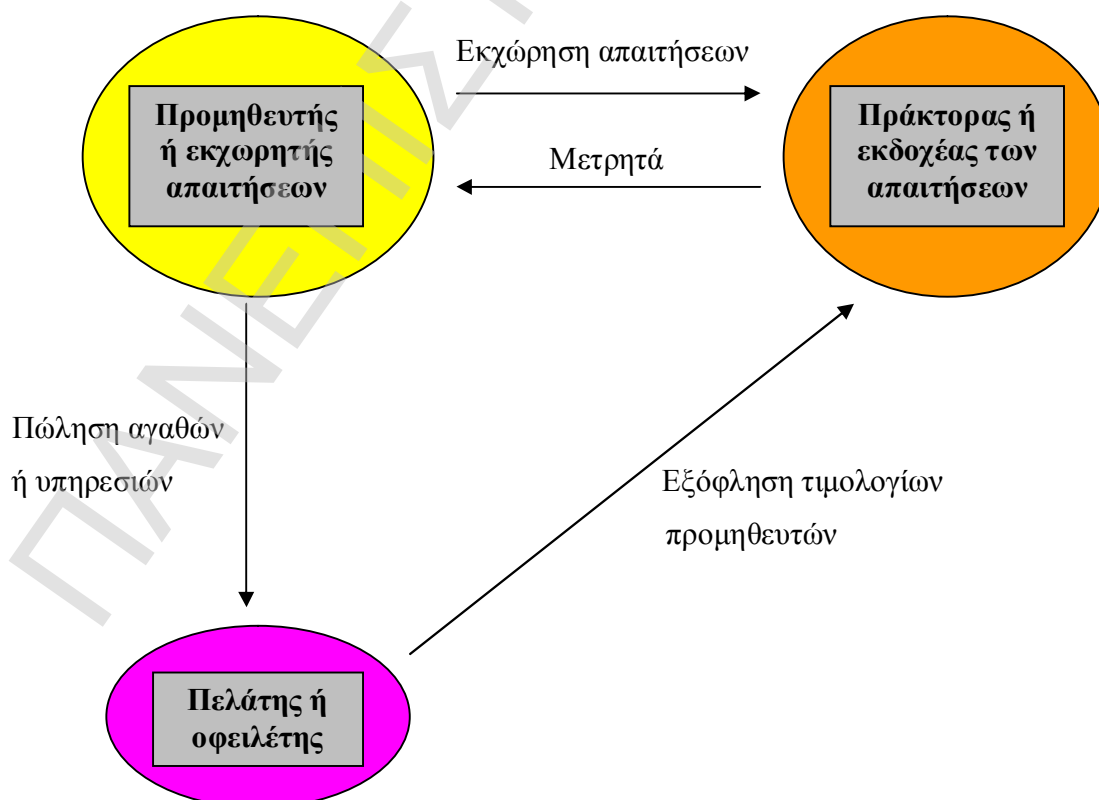 Εκχώρηση απαιτήσεων
Προμηθευτής
ή εκχωρητής
απαιτήσεων
Πράκτορας ή
εκδοχέας των
απαιτήσεων
Μετρητά
Πώληση αγαθών
ή υπηρεσιών
Εξόφληση τιμολογίων
προμηθευτών
Πελάτης ή
οφειλέτης